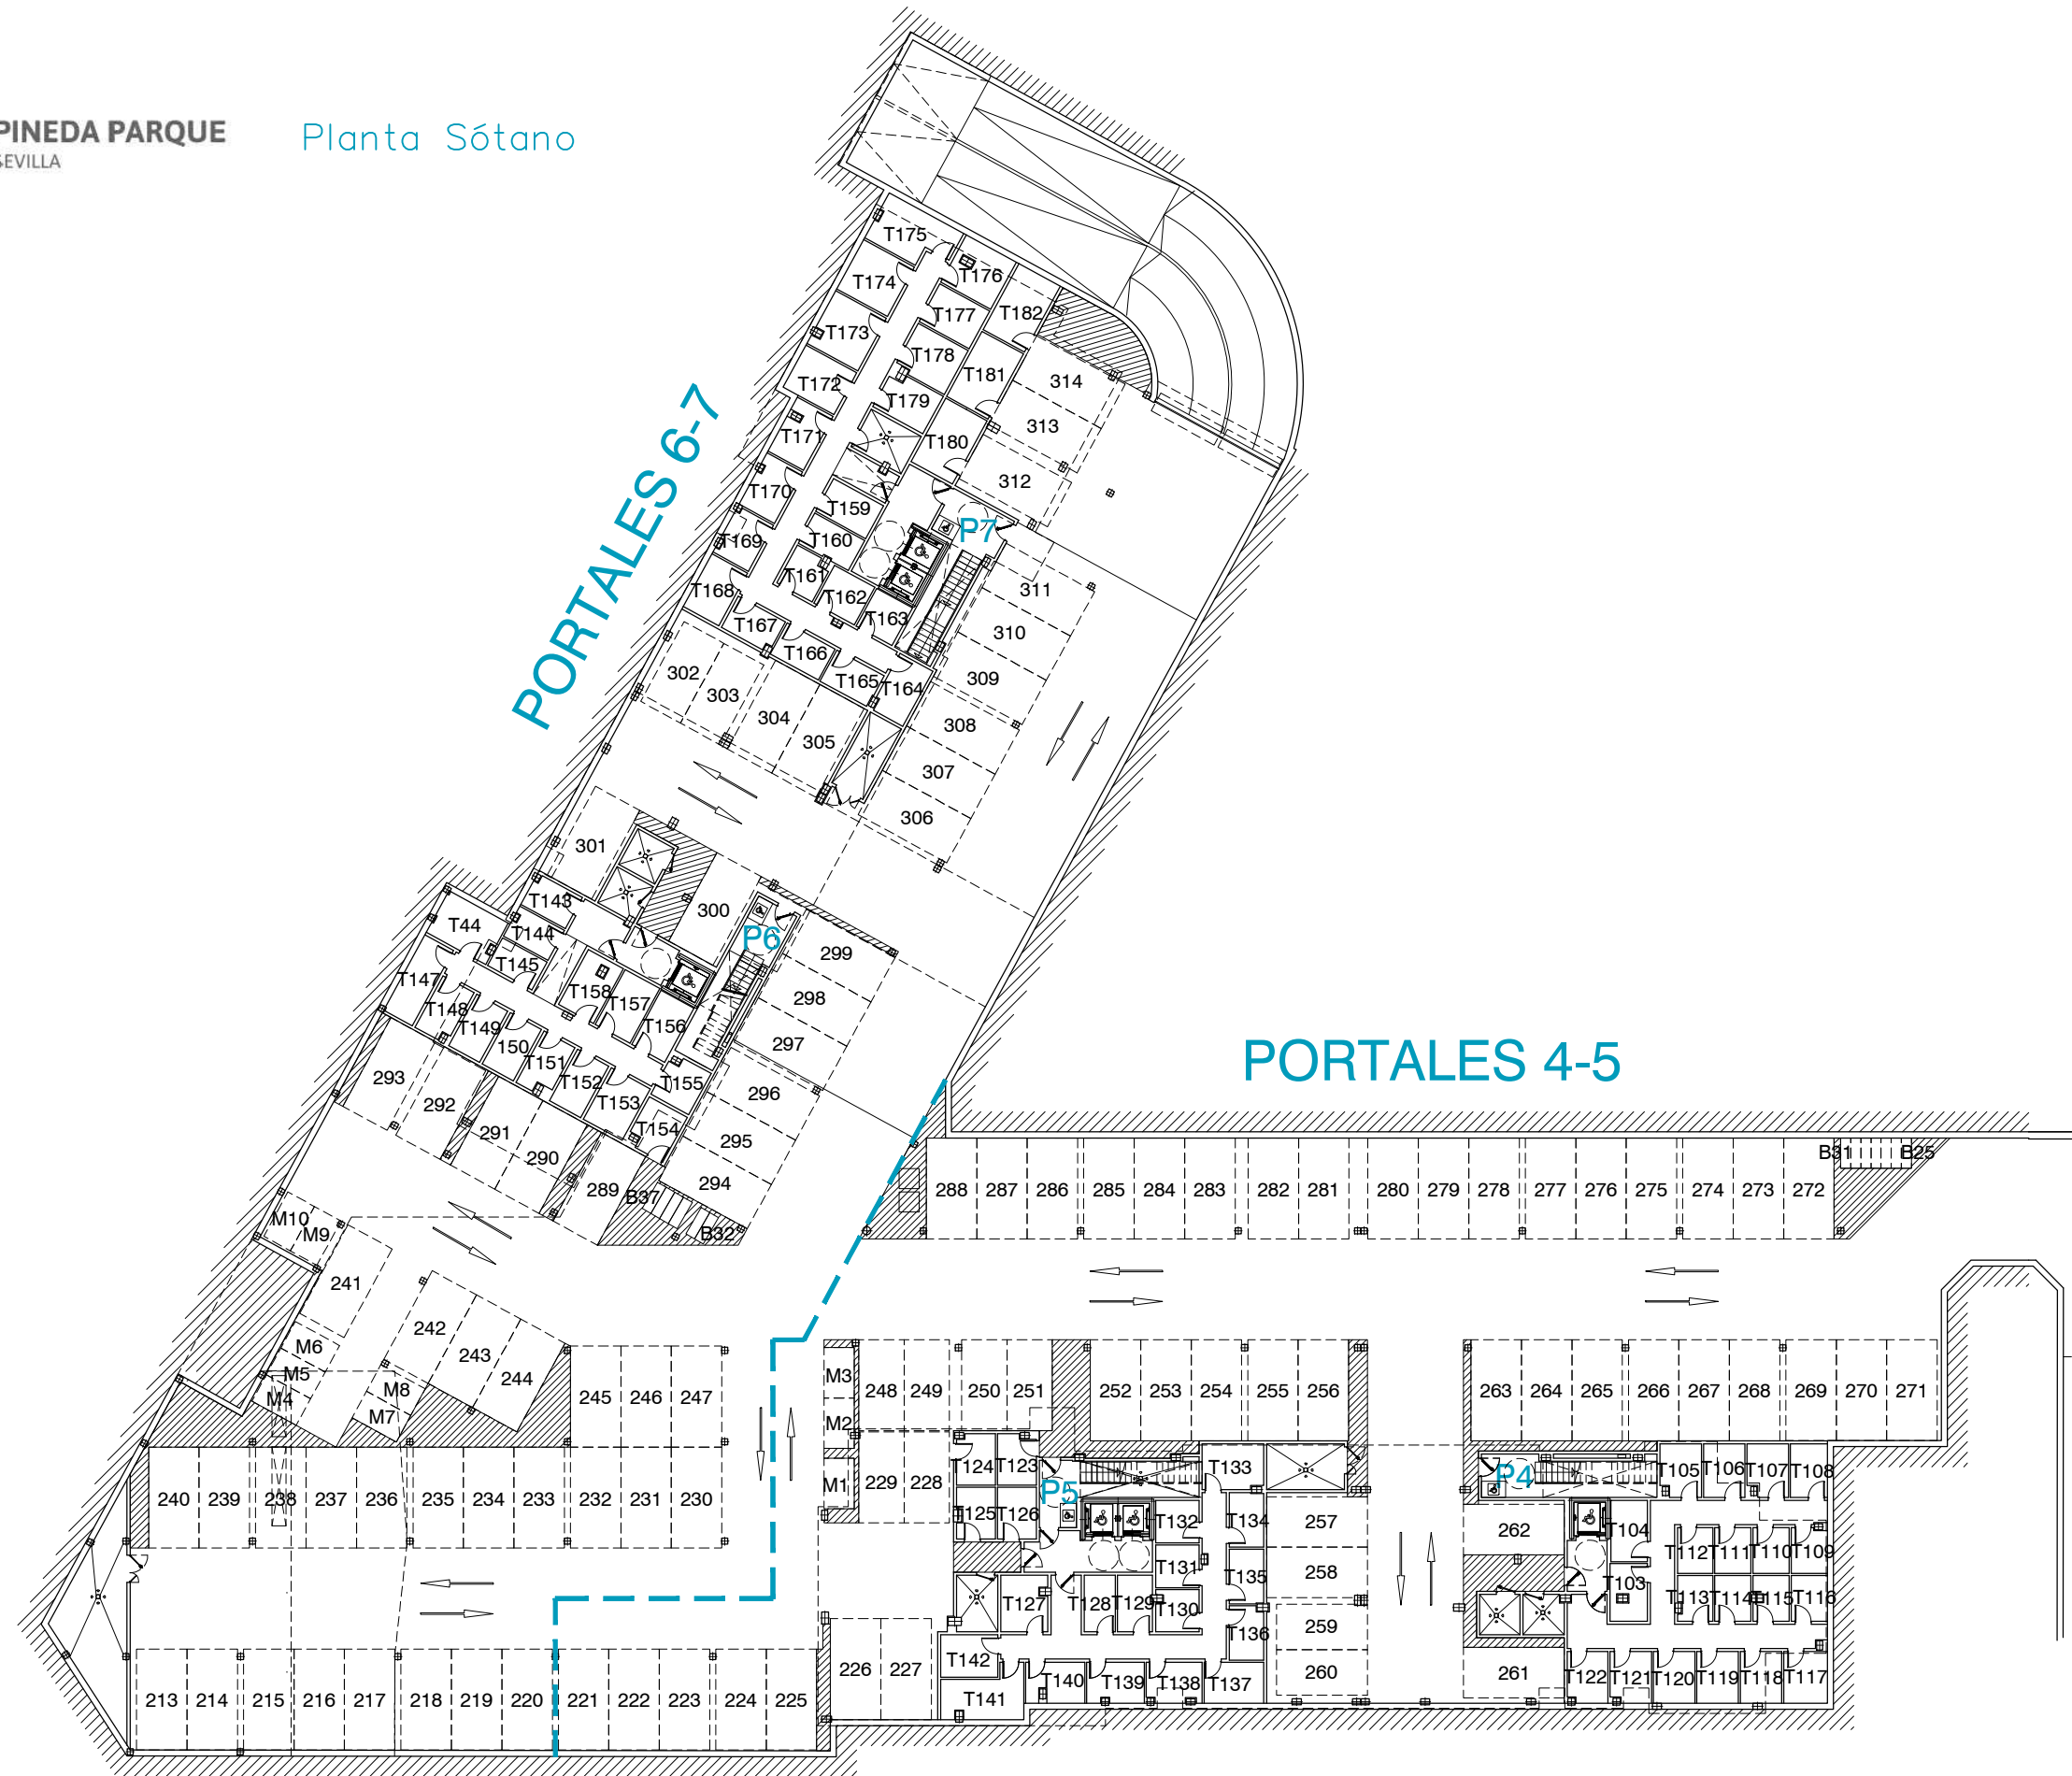 PINEDA PARQUE
SEVILLA
Planta Sótano
PORTALES 6-7
PORTALES 4-5
T175
T176
T174
T177
T182
T173
T178
T181
T172
T179
T171
T180
T170
T159
T169
T160
T161
T168
T162
T163
T167
T166
T165
T164
314
313
312
P7
311
310
309
308
307
306
302
303
304
305
301
300
P6
T143
T44
T144
T145
T147
T148
T149
150
T151
T152
T153
T154
T155
T156
T157
T158
299
298
297
296
295
294
293
292
291
290
289
B37
B32
M10
M9
241
M6
M5
M4
M8
M7
242
243
244
245
246
247
240
239
238
237
236
235
234
233
232
231
230
213
214
215
216
217
218
219
220
221
222
223
224
225
226
227
288
287
286
285
284
283
282
281
280
279
278
277
276
275
274
273
272
B31
B25
M3
M2
M1
248
249
250
251
252
253
254
255
256
229
228
263
264
265
266
267
268
269
270
271
T124
T123
T125
T126
P5
T133
T132
T134
T131
T135
T130
T136
T127
T128
T129
T142
T141
T140
T139
T138
T137
257
258
259
260
262
261
P4
T105
T106
T107
T108
T104
T103
T112
T111
T110
T109
T113
T114
T115
T116
T122
T121
T120
T119
T118
T117